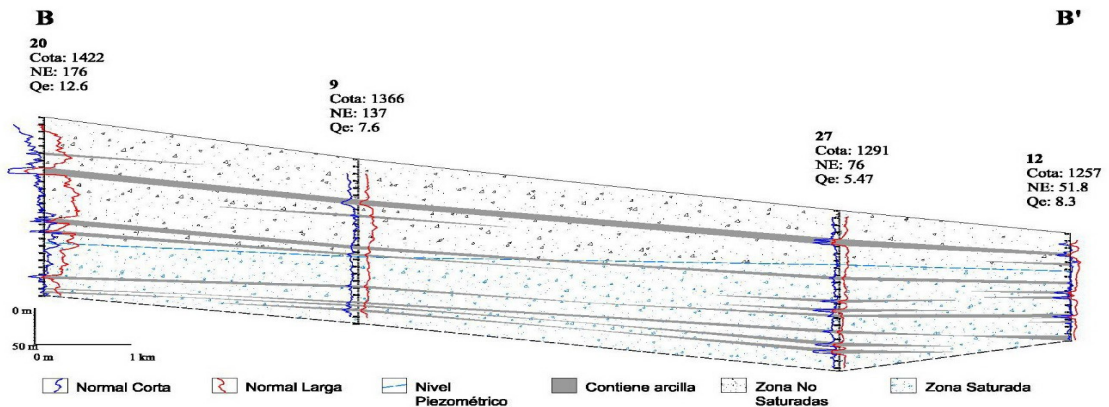 B
B'
20
Cota: 1422
NE: 176
Qe: 12.6
9
Cota: 1366
NE: 137
Qe: 7.6
27
Cota: 1291
NE: 76
Qe: 5.47
12
Cota: 1257
NE: 51.8
Qe: 8.3
0 m
50 m
0 m
1 km
Normal Corta
Normal Larga
Nivel
Piezométrico
Contiene arcilla
Zona No
Saturadas
Zona Saturada